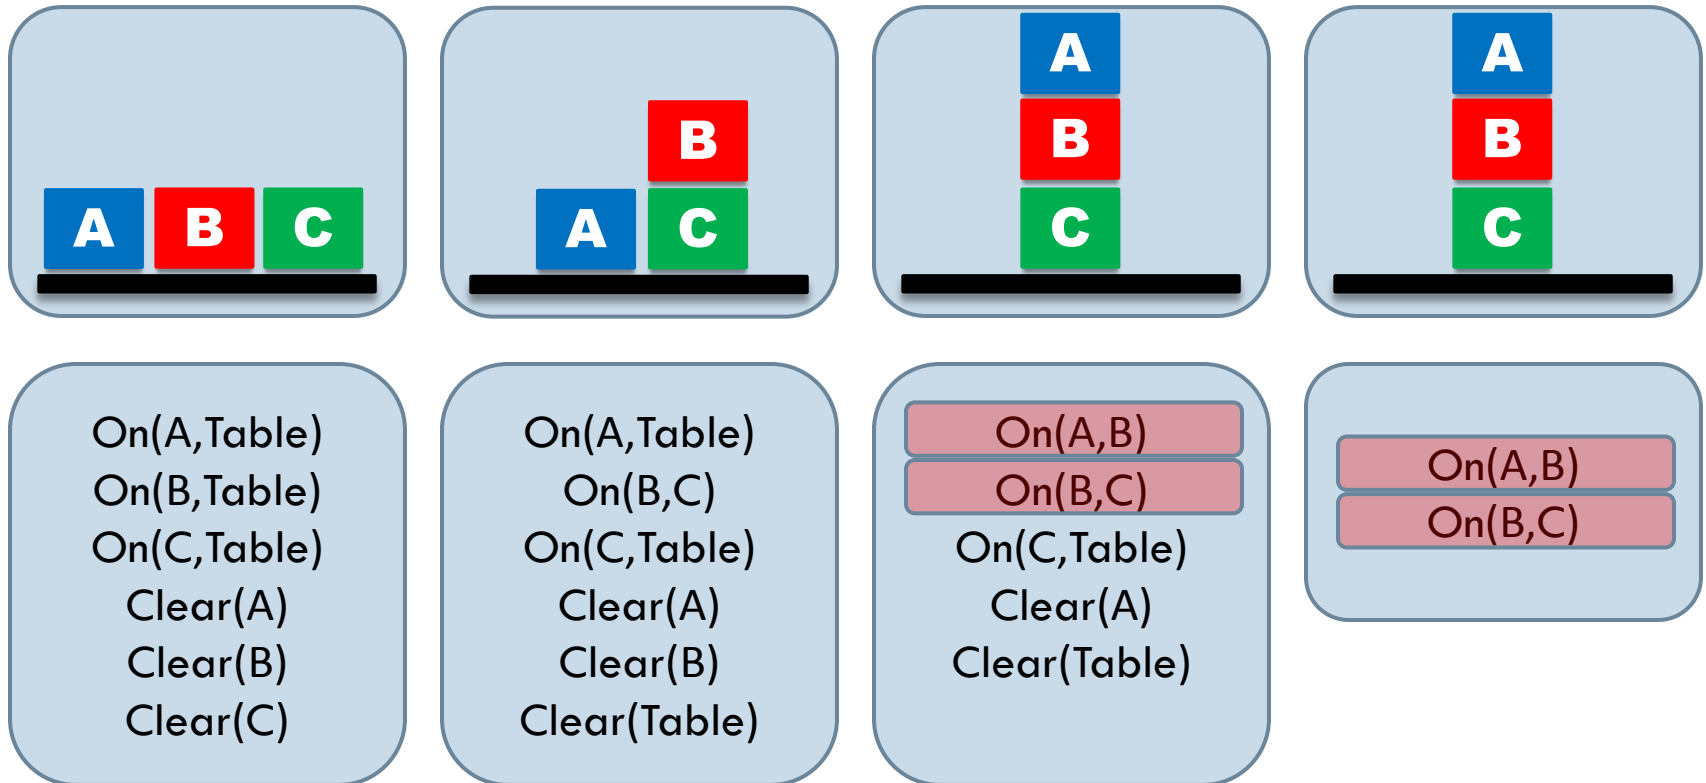 A B C
B
A C
A
B
C
A
B
C
On(A,Table)
On(B,Table)
On(C,Table)
Clear(A)
Clear(B)
Clear(C)
On(A,Table)
On(B,C)
On(C,Table)
Clear(A)
Clear(B)
Clear(Table)
On(A,B)
On(B,C)
On(C,Table)
Clear(A)
Clear(Table)
On(A,B)
On(B,C)